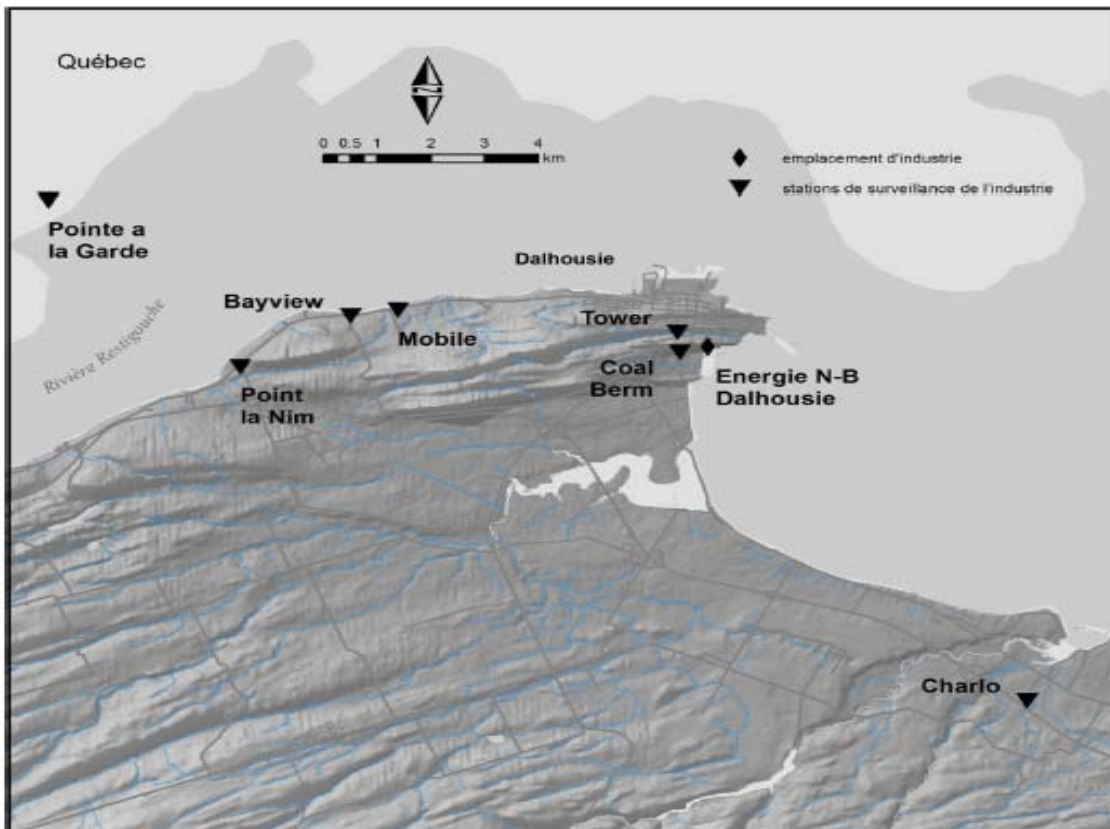 Québec
0 0.5 1 2 3 4
km
emplacement d'industrie
stations de surveillance de l'industrie
Pointe a
la Garde
Dalhousie
Bayview
Mobile
Tower
Rivière Restigouche
Coal
Berm
Point
la Nim
Energie N-B
Dalhousie
Charlo